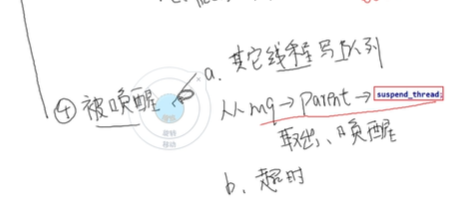 a. 其它线程写队列
④ 被唤醒
从mq→parent→suspend_thread
取出、唤醒
b. 超时